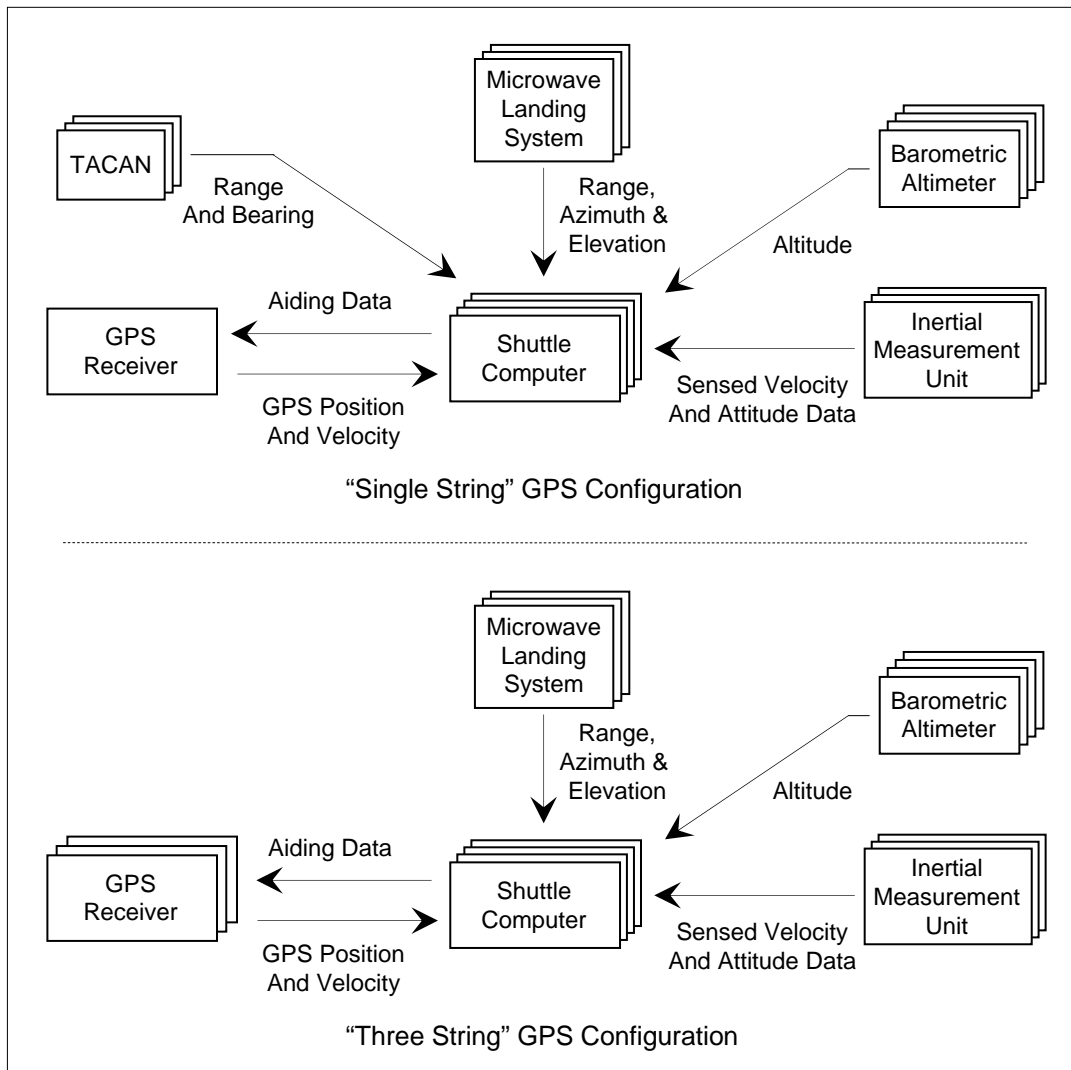 Microwave
Landing
System
TACAN
Barometric
Altimeter
Range
And Bearing
Range,
Azimuth &
Elevation
Altitude
Aiding Data
GPS
Receiver
Shuttle
Computer
Inertial
Measurement
Unit
GPS Position
And Velocity
Sensed Velocity
And Attitude Data
“Single String” GPS Configuration
Microwave
Landing
System
Barometric
Altimeter
Range,
Azimuth &
Elevation
Altitude
Aiding Data
GPS
Receiver
Shuttle
Computer
Inertial
Measurement
Unit
GPS Position
And Velocity
Sensed Velocity
And Attitude Data
“Three String” GPS Configuration